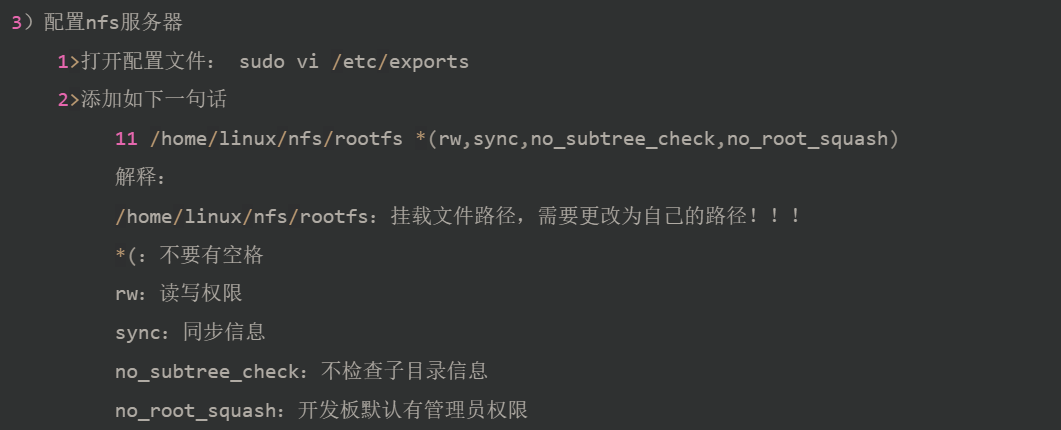 3）配置nfs服务器
1>打开配置文件： sudo vi /etc/exports
2>添加如下一句话
11 /home/linux/nfs/rootfs *(rw,sync,no_subtree_check,no_root_squash)
解释：
/home/linux/nfs/rootfs：挂载文件路径，需要更改为自己的路径！！！
*(：不要有空格
rw：读写权限
sync：同步信息
no_subtree_check：不检查子目录信息
no_root_squash：开发板默认有管理员权限